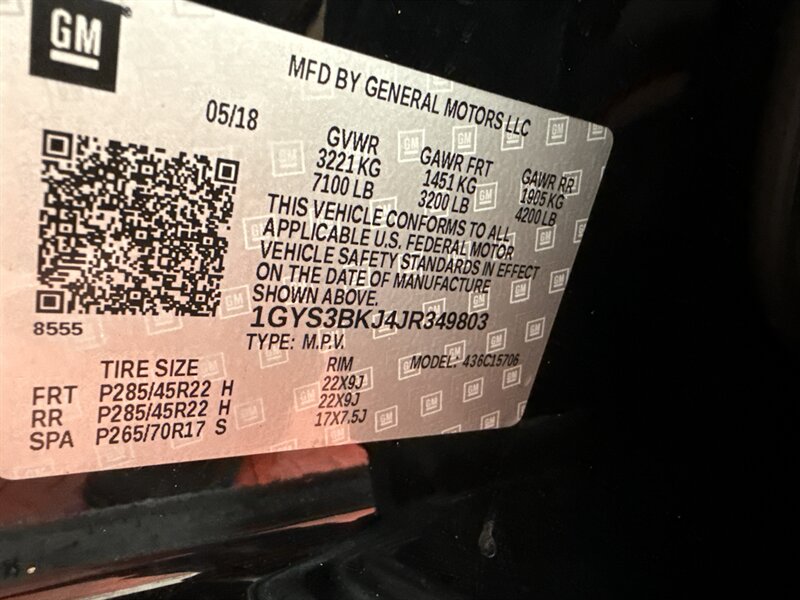 GM
MFD BY GENERAL MOTORS LLC
05/18
GVWR GAWR FRT GAWR RR
3221 KG 1451 KG 1905 KG
7100 LB 3200 LB 4200 LB
THIS VEHICLE CONFORMS TO ALL
APPLICABLE U.S. FEDERAL MOTOR
VEHICLE SAFETY STANDARDS IN EFFECT
ON THE DATE OF MANUFACTURE
SHOWN ABOVE.
8555
1GYS3BKJ4JR349803
TYPE: M.P.V. MODEL: 436C15706
TIRE SIZE RIM
FRT P285/45R22 H 22X9J
RR P285/45R22 H 22X9J
SPA P265/70R17 S 17X7.5J